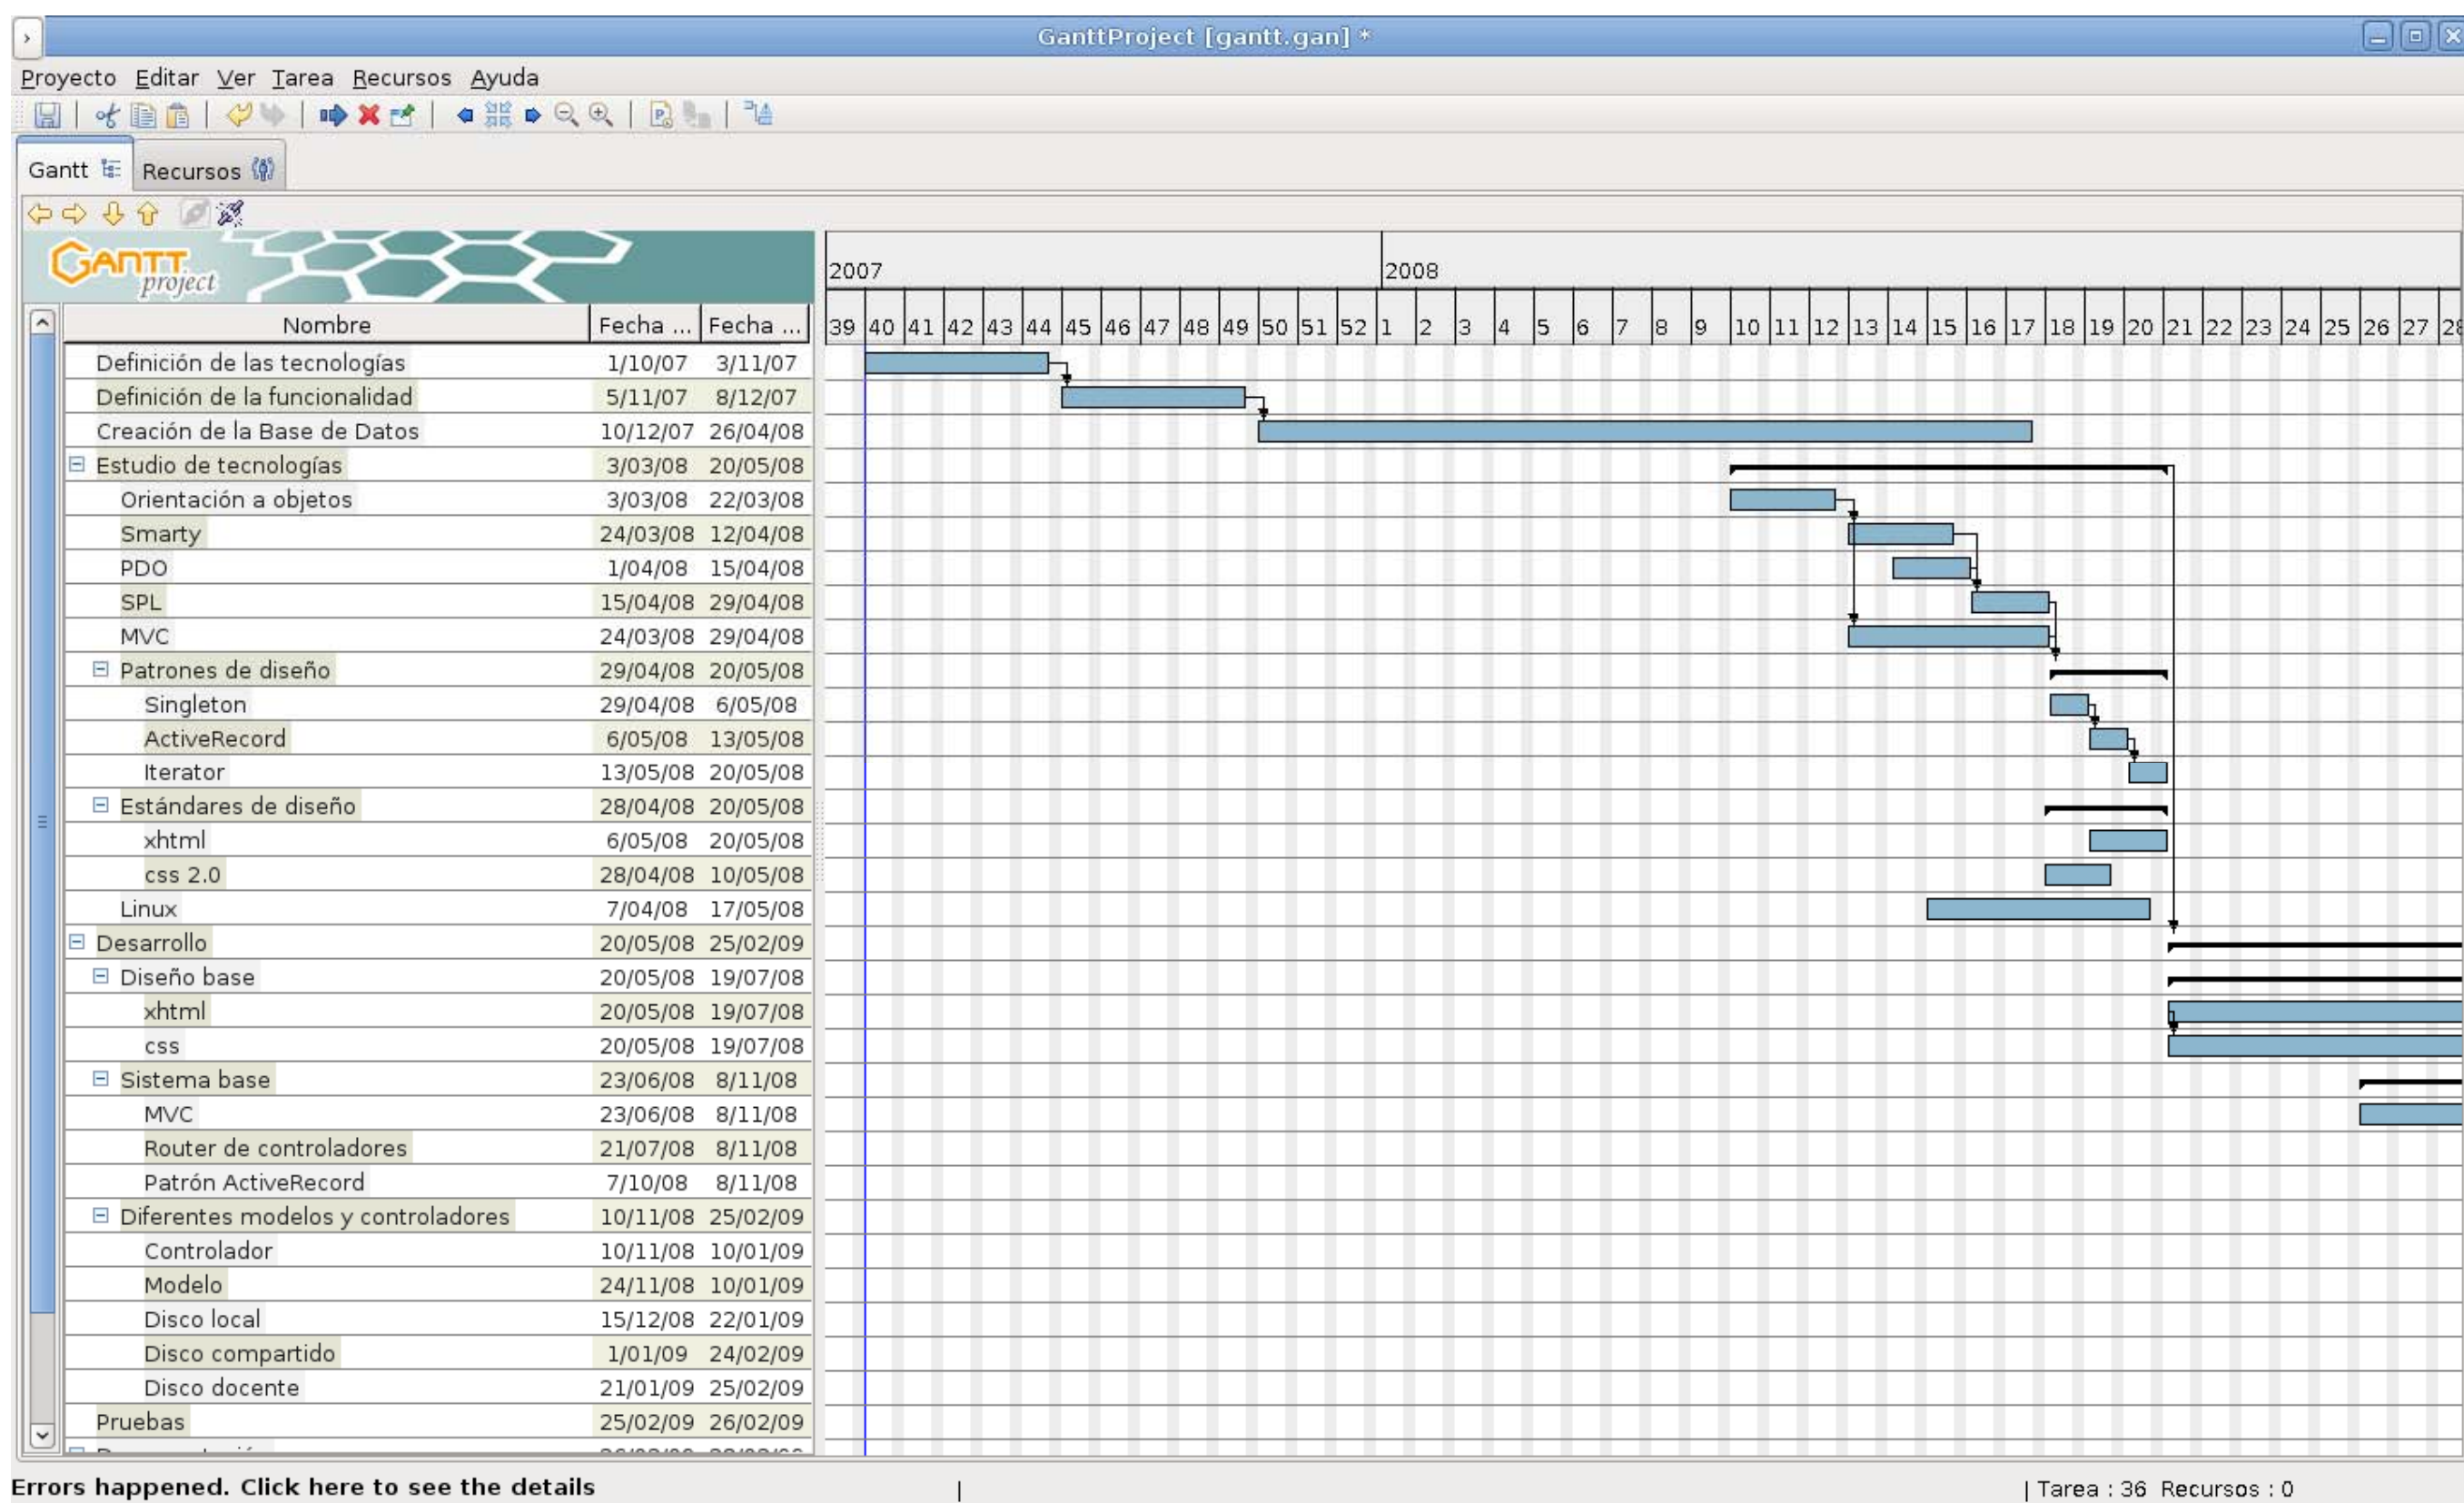 GanttProject [gantt.gan] *
Proyecto Editar Ver Tarea Recursos Ayuda
Gantt Recursos
GANTT project
2007 2008
Nombre Fecha ... Fecha ... 39 40 41 42 43 44 45 46 47 48 49 50 51 52 1 2 3 4 5 6 7 8 9 10 11 12 13 14 15 16 17 18 19 20 21 22 23 24 25 26 27 28
Definición de las tecnologías 1/10/07 3/11/07
Definición de la funcionalidad 5/11/07 8/12/07
Creación de la Base de Datos 10/12/07 26/04/08
Estudio de tecnologías 3/03/08 20/05/08
Orientación a objetos 3/03/08 22/03/08
Smarty 24/03/08 12/04/08
PDO 1/04/08 15/04/08
SPL 15/04/08 29/04/08
MVC 24/03/08 29/04/08
Patrones de diseño 29/04/08 20/05/08
Singleton 29/04/08 6/05/08
ActiveRecord 6/05/08 13/05/08
Iterator 13/05/08 20/05/08
Estándares de diseño 28/04/08 20/05/08
xhtml 6/05/08 20/05/08
css 2.0 28/04/08 10/05/08
Linux 7/04/08 17/05/08
Desarrollo 20/05/08 25/02/09
Diseño base 20/05/08 19/07/08
xhtml 20/05/08 19/07/08
css 20/05/08 19/07/08
Sistema base 23/06/08 8/11/08
MVC 23/06/08 8/11/08
Router de controladores 21/07/08 8/11/08
Patrón ActiveRecord 7/10/08 8/11/08
Diferentes modelos y controladores 10/11/08 25/02/09
Controlador 10/11/08 10/01/09
Modelo 24/11/08 10/01/09
Disco local 15/12/08 22/01/09
Disco compartido 1/01/09 24/02/09
Disco docente 21/01/09 25/02/09
Pruebas 25/02/09 26/02/09
Errors happened. Click here to see the details | | Tarea : 36 Recursos : 0